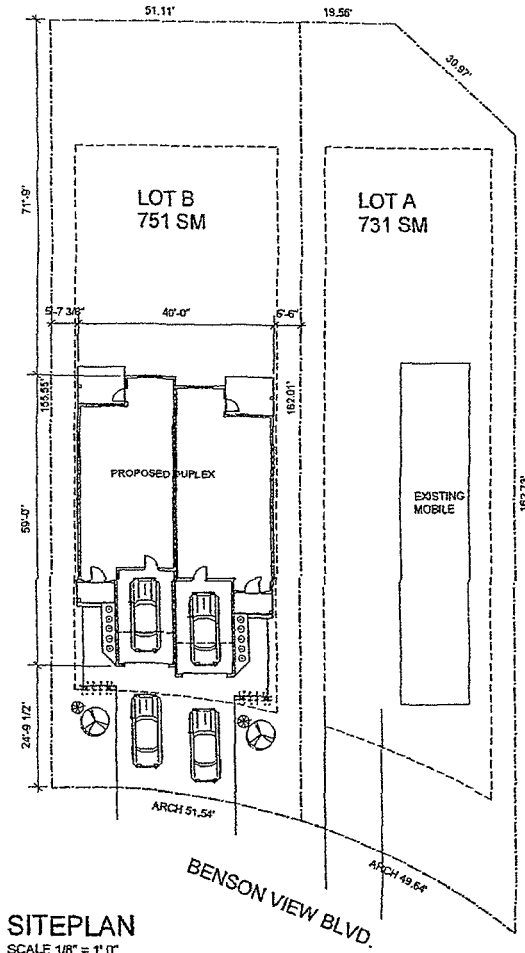 51.11'
19.56'
30.97'
71'-9"
LOT B
751 SM
LOT A
731 SM
5'-7 3/8"
40'-0"
5'-6"
155.55'
162.01'
162.73'
PROPOSED DUPLEX
EXISTING
MOBILE
59'-0"
24'-9 1/2"
ARCH 51.54'
ARCH 49.64'
BENSON VIEW BLVD.
SITEPLAN
SCALE 1/8" = 1'0"